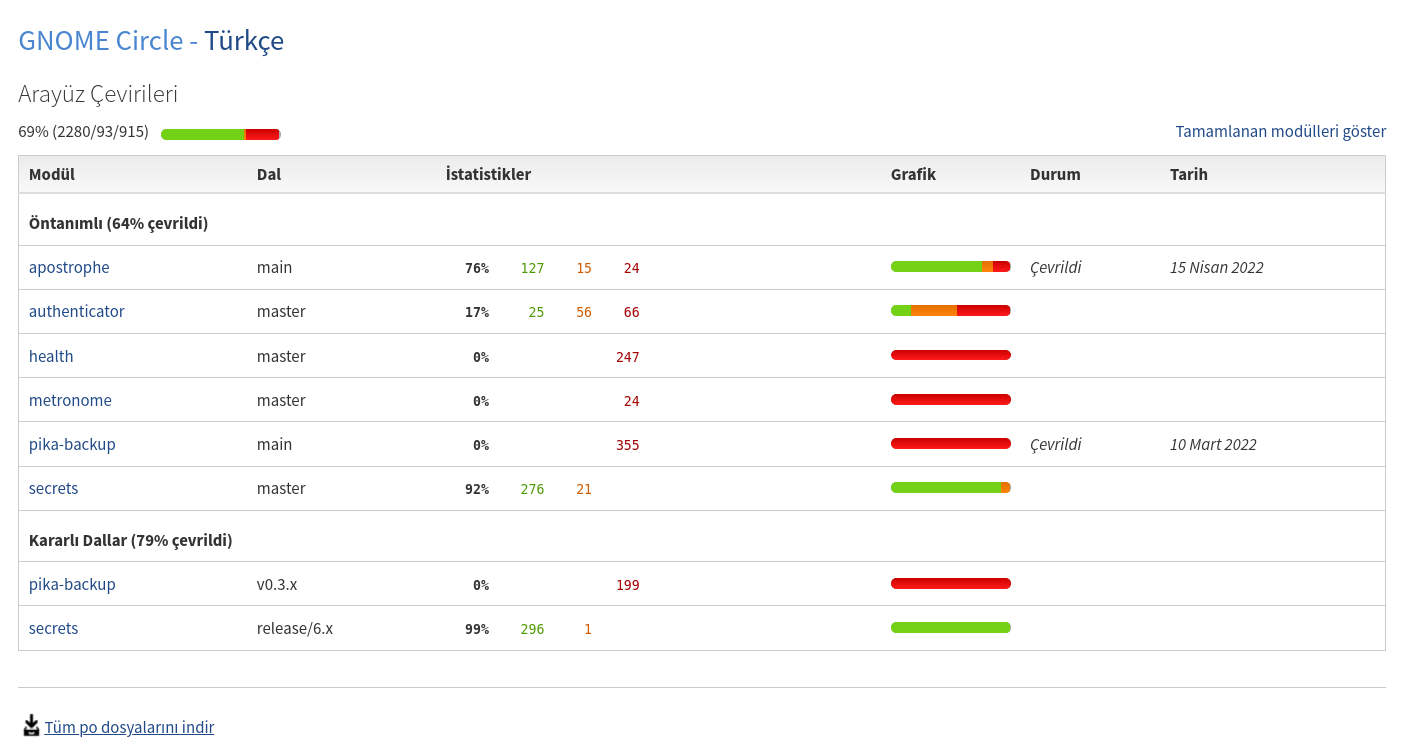 GNOME Circle - Türkçe
Arayüz Çevirileri
69% (2280/93/915) Tamamlanan modülleri göster
Modül Dal İstatistikler Grafik Durum Tarih
Öntanımlı (64% çevrildi)
apostrophe main 76% 127 15 24 Çevrildi 15 Nisan 2022
authenticator master 17% 25 56 66
health master 0% 247
metronome master 0% 24
pika-backup main 0% 355 Çevrildi 10 Mart 2022
secrets master 92% 276 21
Kararlı Dallar (79% çevrildi)
pika-backup v0.3.x 0% 199
secrets release/6.x 99% 296 1
Tüm po dosyalarını indir